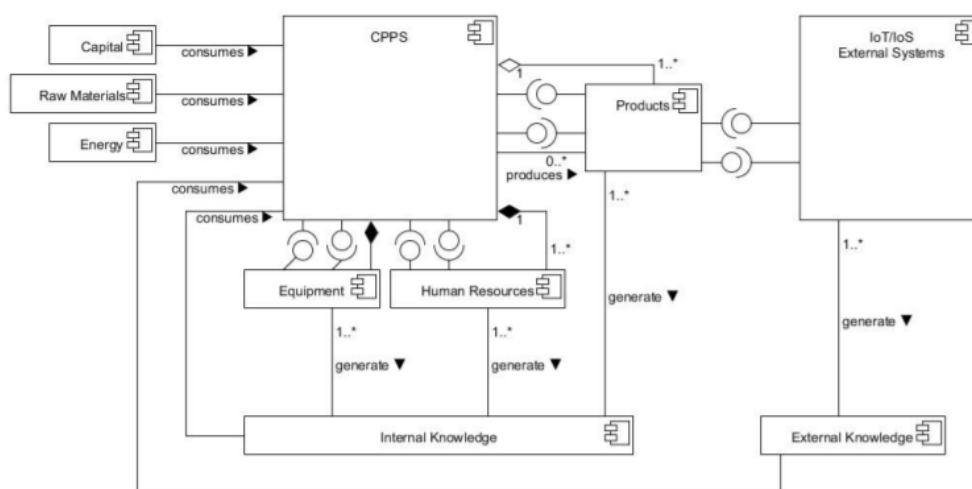 CPPS
IoT/IoS
External Systems
Capital
consumes ▶
1
1..*
Raw Materials
consumes ▶
Products
Energy
consumes ▶
0..*
produces ▶
consumes ▶
1..*
consumes ▶
1
1..*
1..*
Equipment
Human Resources
generate ▼
1..*
1..*
generate ▼
generate ▼
generate ▼
Internal Knowledge
External Knowledge